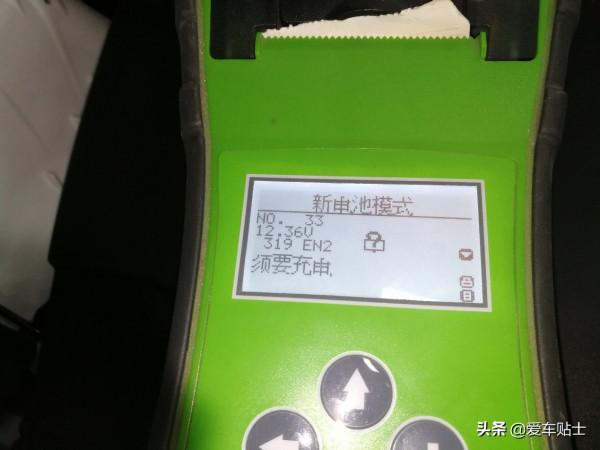 新电池模式
NO. 33
12.36V
319 EN2
须要充电
头条 @爱车贴士